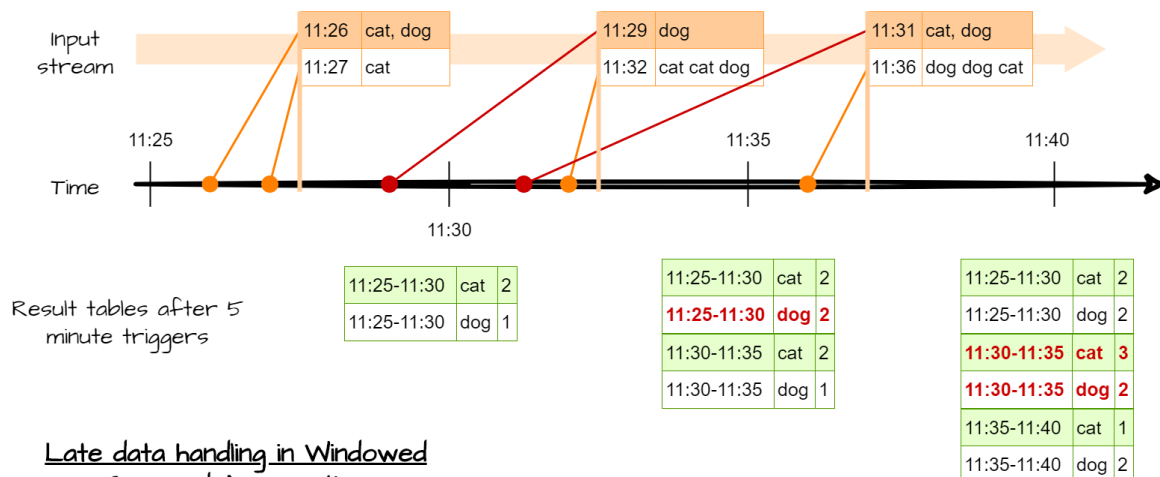 Input stream
11:26 cat, dog
11:27 cat
11:29 dog
11:32 cat cat dog
11:31 cat, dog
11:36 dog dog cat
11:25
11:35
11:40
Time
11:30
Result tables after 5 minute triggers
11:25-11:30 cat 2
11:25-11:30 dog 1
11:25-11:30 cat 2
11:25-11:30 dog 2
11:30-11:35 cat 2
11:30-11:35 dog 1
11:25-11:30 cat 2
11:25-11:30 dog 2
11:30-11:35 cat 3
11:30-11:35 dog 2
11:35-11:40 cat 1
11:35-11:40 dog 2
Late data handling in Windowed